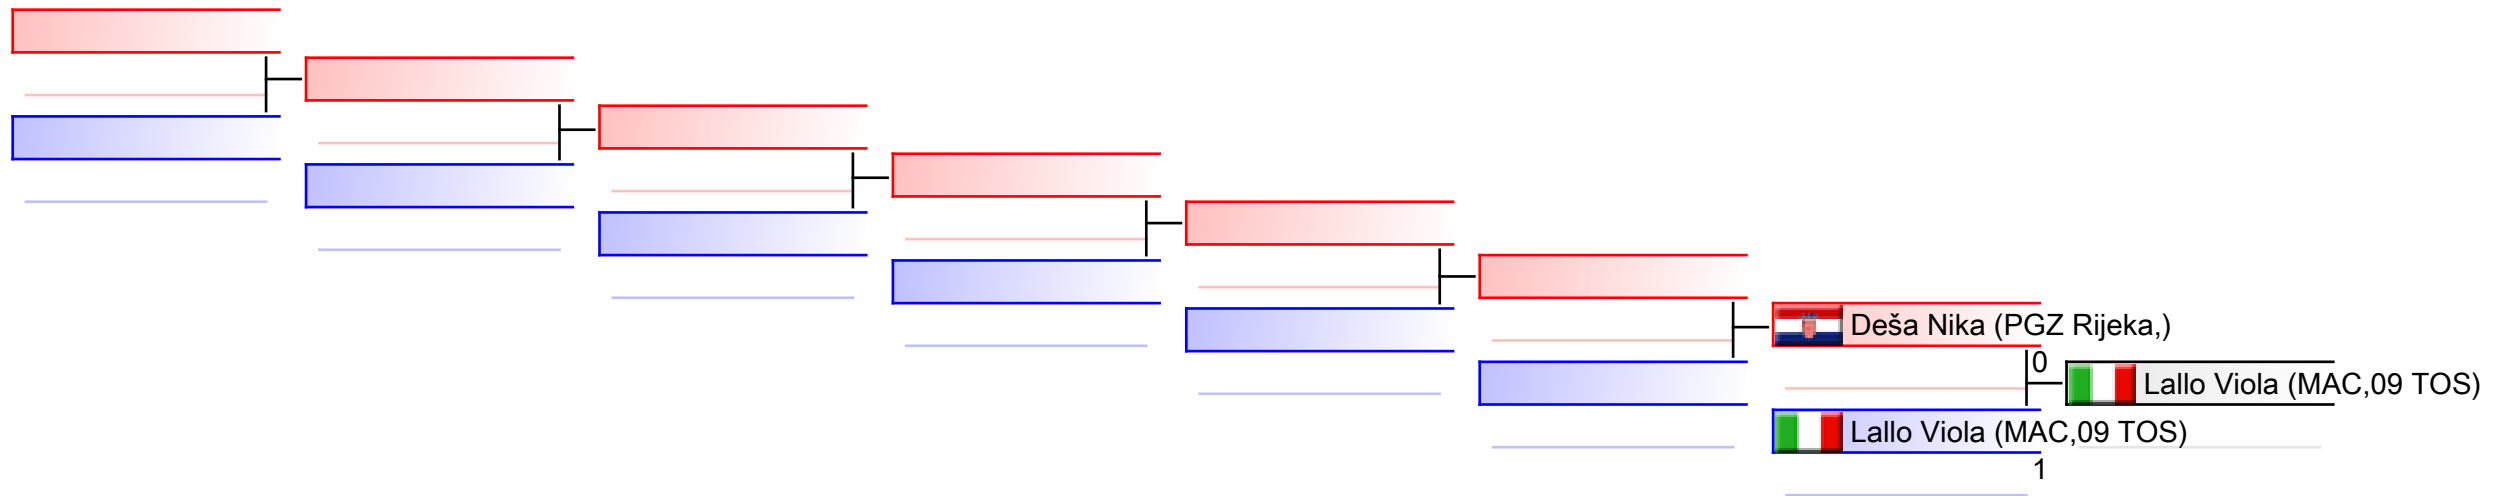 Deša Nika (PGZ Rijeka,)
0
Lallo Viola (MAC,09 TOS)
Lallo Viola (MAC,09 TOS)
1